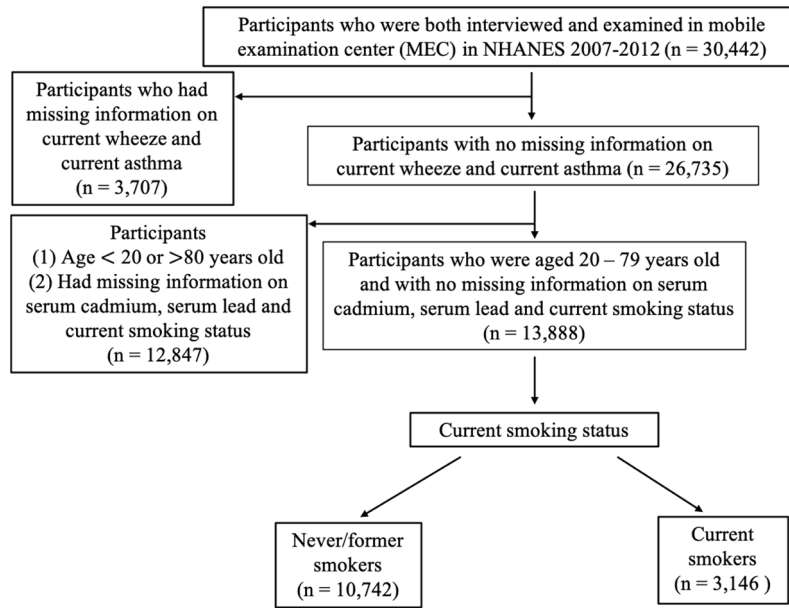 Participants who were both interviewed and examined in mobile
examination center (MEC) in NHANES 2007-2012 (n = 30,442)
Participants who had
missing information on
current wheeze and
current asthma
(n = 3,707)
Participants with no missing information on
current wheeze and current asthma (n = 26,735)
Participants
(1) Age < 20 or >80 years old
(2) Had missing information on
serum cadmium, serum lead and
current smoking status
(n = 12,847)
Participants who were aged 20 – 79 years old
and with no missing information on serum
cadmium, serum lead and current smoking status
(n = 13,888)
Current smoking status
Never/former
smokers
(n = 10,742)
Current
smokers
(n = 3,146 )